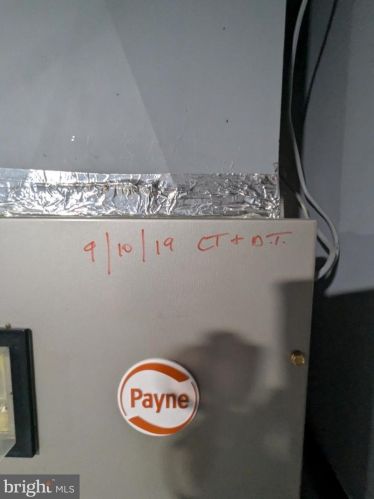 9/10/19 CT + D.T.
Payne
bright MLS